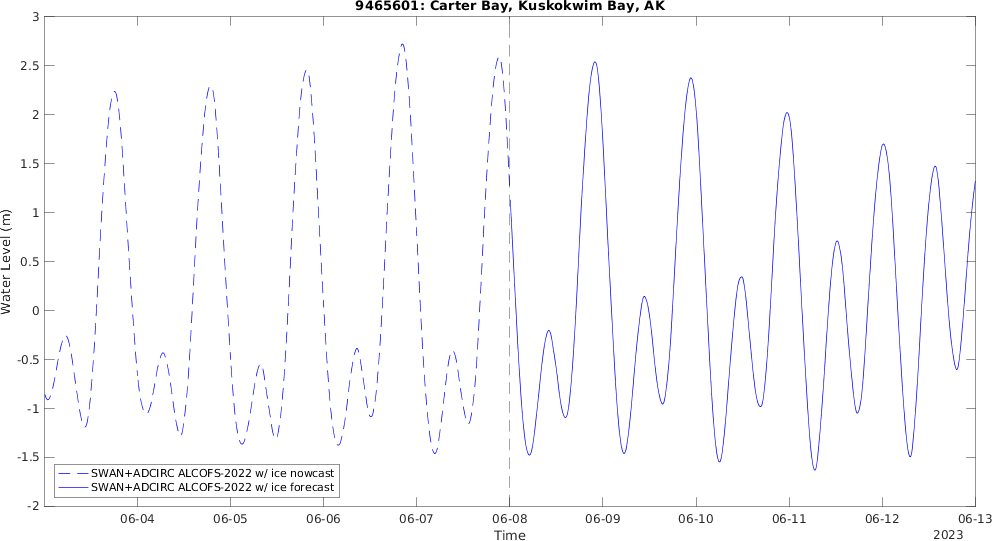 9465601: Carter Bay, Kuskokwim Bay, AK
3
2.5
2
1.5
1
0.5
0
-0.5
-1
-1.5
-2
Water Level (m)
SWAN+ADCIRC ALCOFS-2022 w/ ice nowcast
SWAN+ADCIRC ALCOFS-2022 w/ ice forecast
06-04 06-05 06-06 06-07 06-08 06-09 06-10 06-11 06-12 06-13
Time
2023